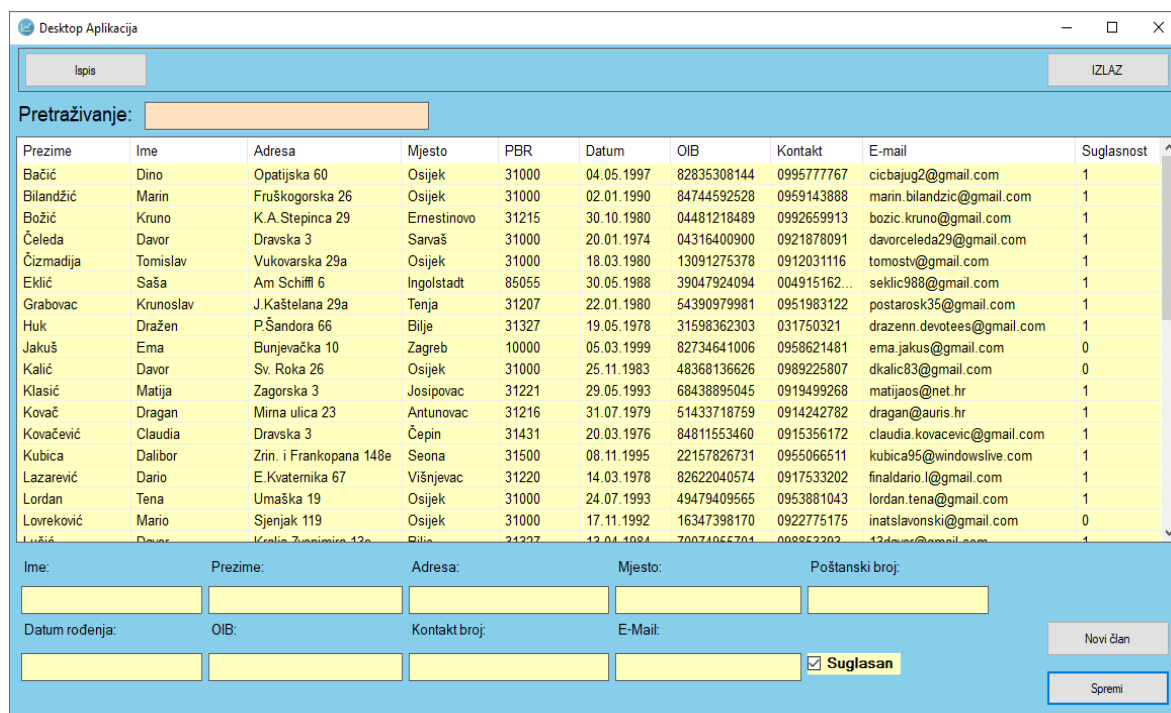 Desktop Aplikacija
Ispis IZLAZ
Pretraživanje:
Prezime Ime Adresa Mjesto PBR Datum OIB Kontakt E-mail Suglasnost
Bačić Dino Opatijska 60 Osijek 31000 04.05.1997 82835308144 0995777767 cicbajug2@gmail.com 1
Bilandžić Marin Fruškogorska 26 Osijek 31000 02.01.1990 84744592528 0959143888 marin.bilandzic@gmail.com 1
Božić Kruno K.A.Stepinca 29 Ernestinovo 31215 30.10.1980 04481218489 0992659913 bozic.kruno@gmail.com 1
Čeleda Davor Dravska 3 Sarvaš 31000 20.01.1974 04316400900 0921878091 davorceleda29@gmail.com 1
Čizmadija Tomislav Vukovarska 29a Osijek 31000 18.03.1980 13091275378 0912031116 tomostv@gmail.com 1
Eklić Saša Am Schiffl 6 Ingolstadt 85055 30.05.1988 39047924094 004915162... seklic988@gmail.com 1
Grabovac Krunoslav J.Kaštelana 29a Tenja 31207 22.01.1980 54390979981 0951983122 postarosk35@gmail.com 1
Huk Dražen P.Šandora 66 Bilje 31327 19.05.1978 31598362303 031750321 drazenn.devotees@gmail.com 1
Jakuš Ema Bunjevačka 10 Zagreb 10000 05.03.1999 82734641006 0958621481 ema.jakus@gmail.com 0
Kalić Davor Sv. Roka 26 Osijek 31000 25.11.1983 48368136626 0989225807 dkalic83@gmail.com 0
Klasić Matija Zagorska 3 Josipovac 31221 29.05.1993 68438895045 0919499268 matijaos@net.hr 1
Kovač Dragan Mirna ulica 23 Antunovac 31216 31.07.1979 51433718759 0914242782 dragan@auris.hr 1
Kovačević Claudia Dravska 3 Čepin 31431 20.03.1976 84811553460 0915356172 claudia.kovacevic@gmail.com 1
Kubica Dalibor Zrin. i Frankopana 148e Seona 31500 08.11.1995 22157826731 0955066511 kubica95@windowslive.com 1
Lazarević Dario E.Kvaternika 67 Višnjevac 31220 14.03.1978 82622040574 0917533202 finaldario.l@gmail.com 1
Lordan Tena Umaška 19 Osijek 31000 24.07.1993 49479409565 0953881043 lordan.tena@gmail.com 1
Lovreković Mario Sjenjak 119 Osijek 31000 17.11.1992 16347398170 0922775175 inatslavonski@gmail.com 0
Ime: Prezime: Adresa: Mjesto: Poštanski broj:
Datum rođenja: OIB: Kontakt broj: E-Mail:
Novi član
Suglasan
Spremi